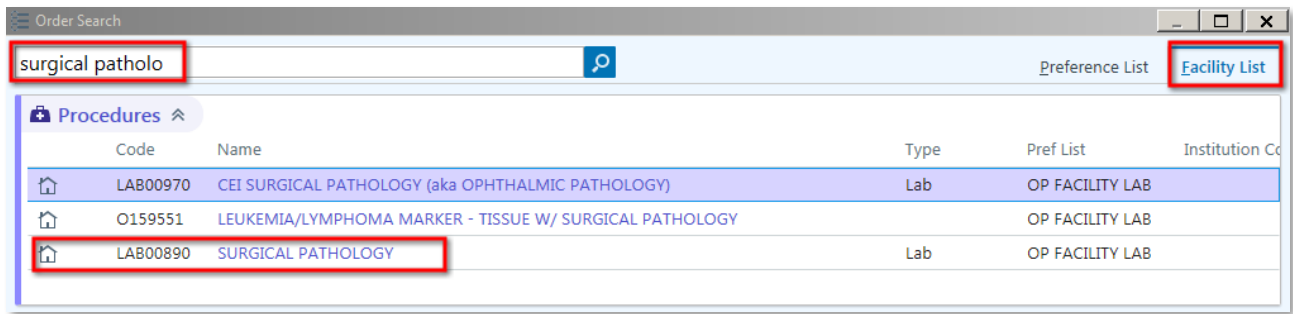 Order Search
surgical patholo
Preference List Facility List
Procedures
Code Name Type Pref List Institution Co
LAB00970 CEI SURGICAL PATHOLOGY (aka OPHTHALMIC PATHOLOGY) Lab OP FACILITY LAB
O159551 LEUKEMIA/LYMPHOMA MARKER - TISSUE W/ SURGICAL PATHOLOGY OP FACILITY LAB
LAB00890 SURGICAL PATHOLOGY Lab OP FACILITY LAB